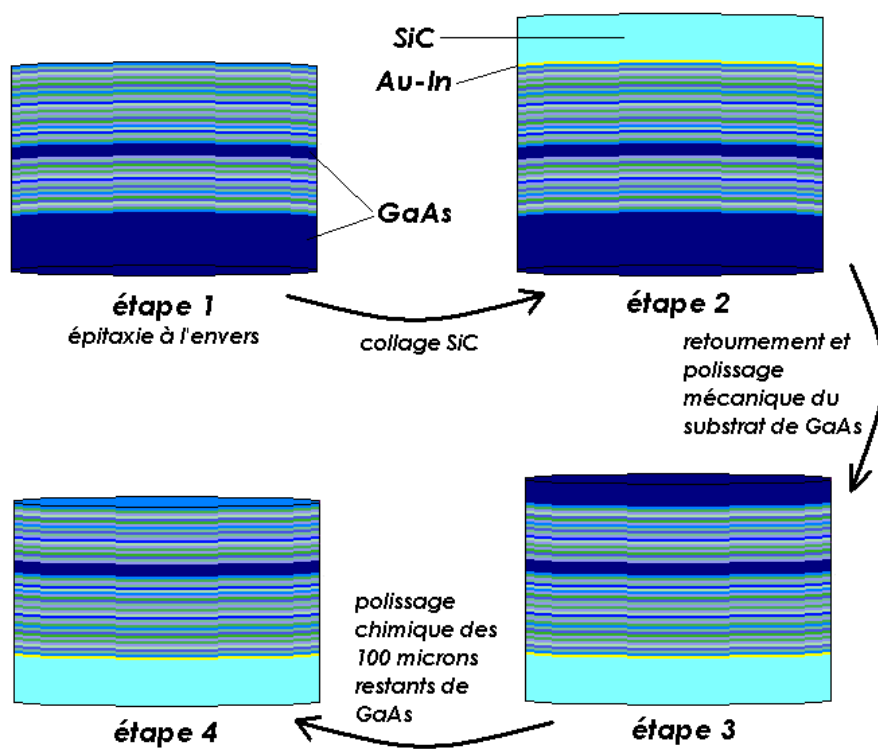 SiC
Au-In
GaAs
étape 1
épitaxie à l'envers
collage SiC
étape 2
retournement et
polissage
mécanique du
substrat de GaAs
étape 3
polissage
chimique des
100 microns
restants de
GaAs
étape 4